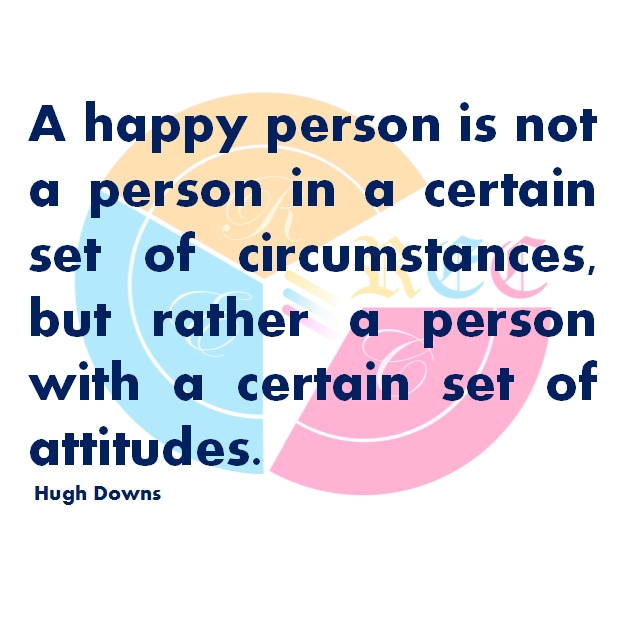 A happy person is not
a person in a certain
set of circumstances,
but rather a person
with a certain set of
attitudes.
Hugh Downs
R
E
C
REC